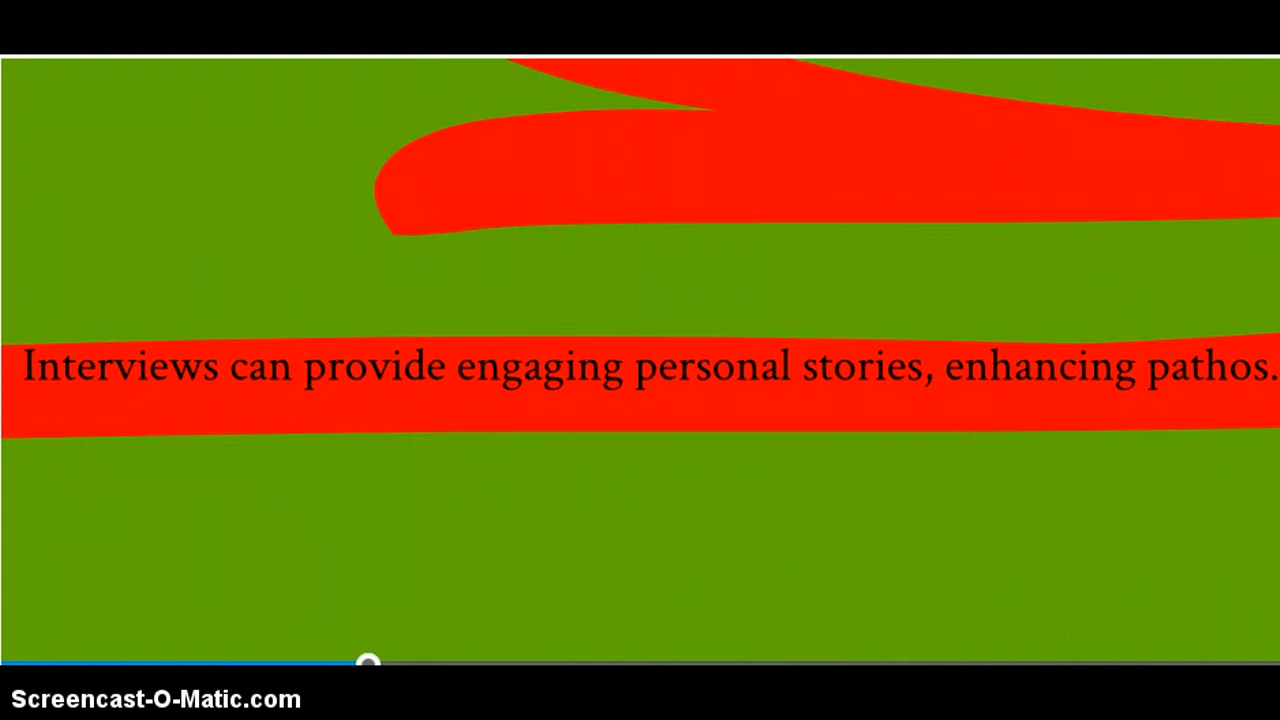 Interviews can provide engaging personal stories, enhancing pathos.
Screencast-O-Matic.com